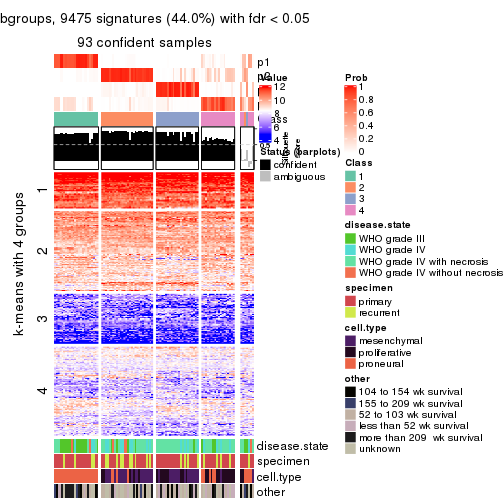 bgroups, 9475 signatures (44.0%) with fdr < 0.05
93 confident samples
p1
Value
12
10
8
6
4
Prob
1
0.8
0.6
0.4
0.2
0
Silhouette
score
Status (barplots)
confident
ambiguous
Class
1
2
3
4
k-means with 4 groups
1
2
3
4
disease.state
WHO grade III
WHO grade IV
WHO grade IV with necrosis
WHO grade IV without necrosis
specimen
primary
recurrent
cell.type
mesenchymal
proliferative
proneural
other
104 to 154 wk survival
155 to 209 wk survival
52 to 103 wk survival
less than 52 wk survival
more than 209 wk survival
unknown
disease.state
specimen
cell.type
other